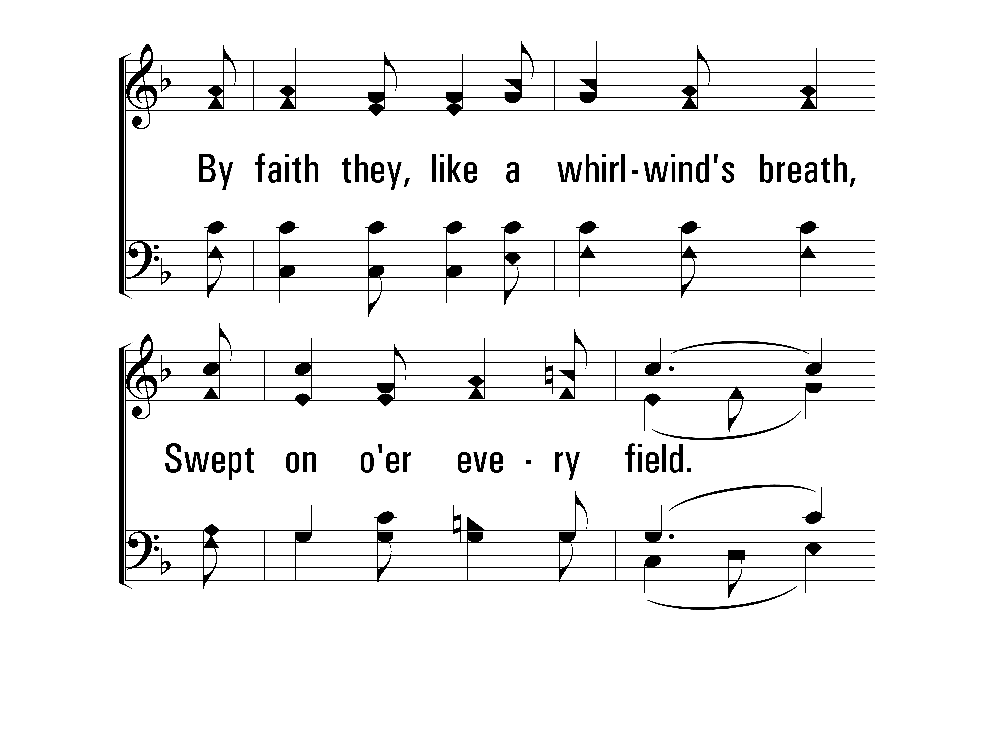 By faith they, like a whirl-wind's breath,
Swept on o'er eve - ry field.